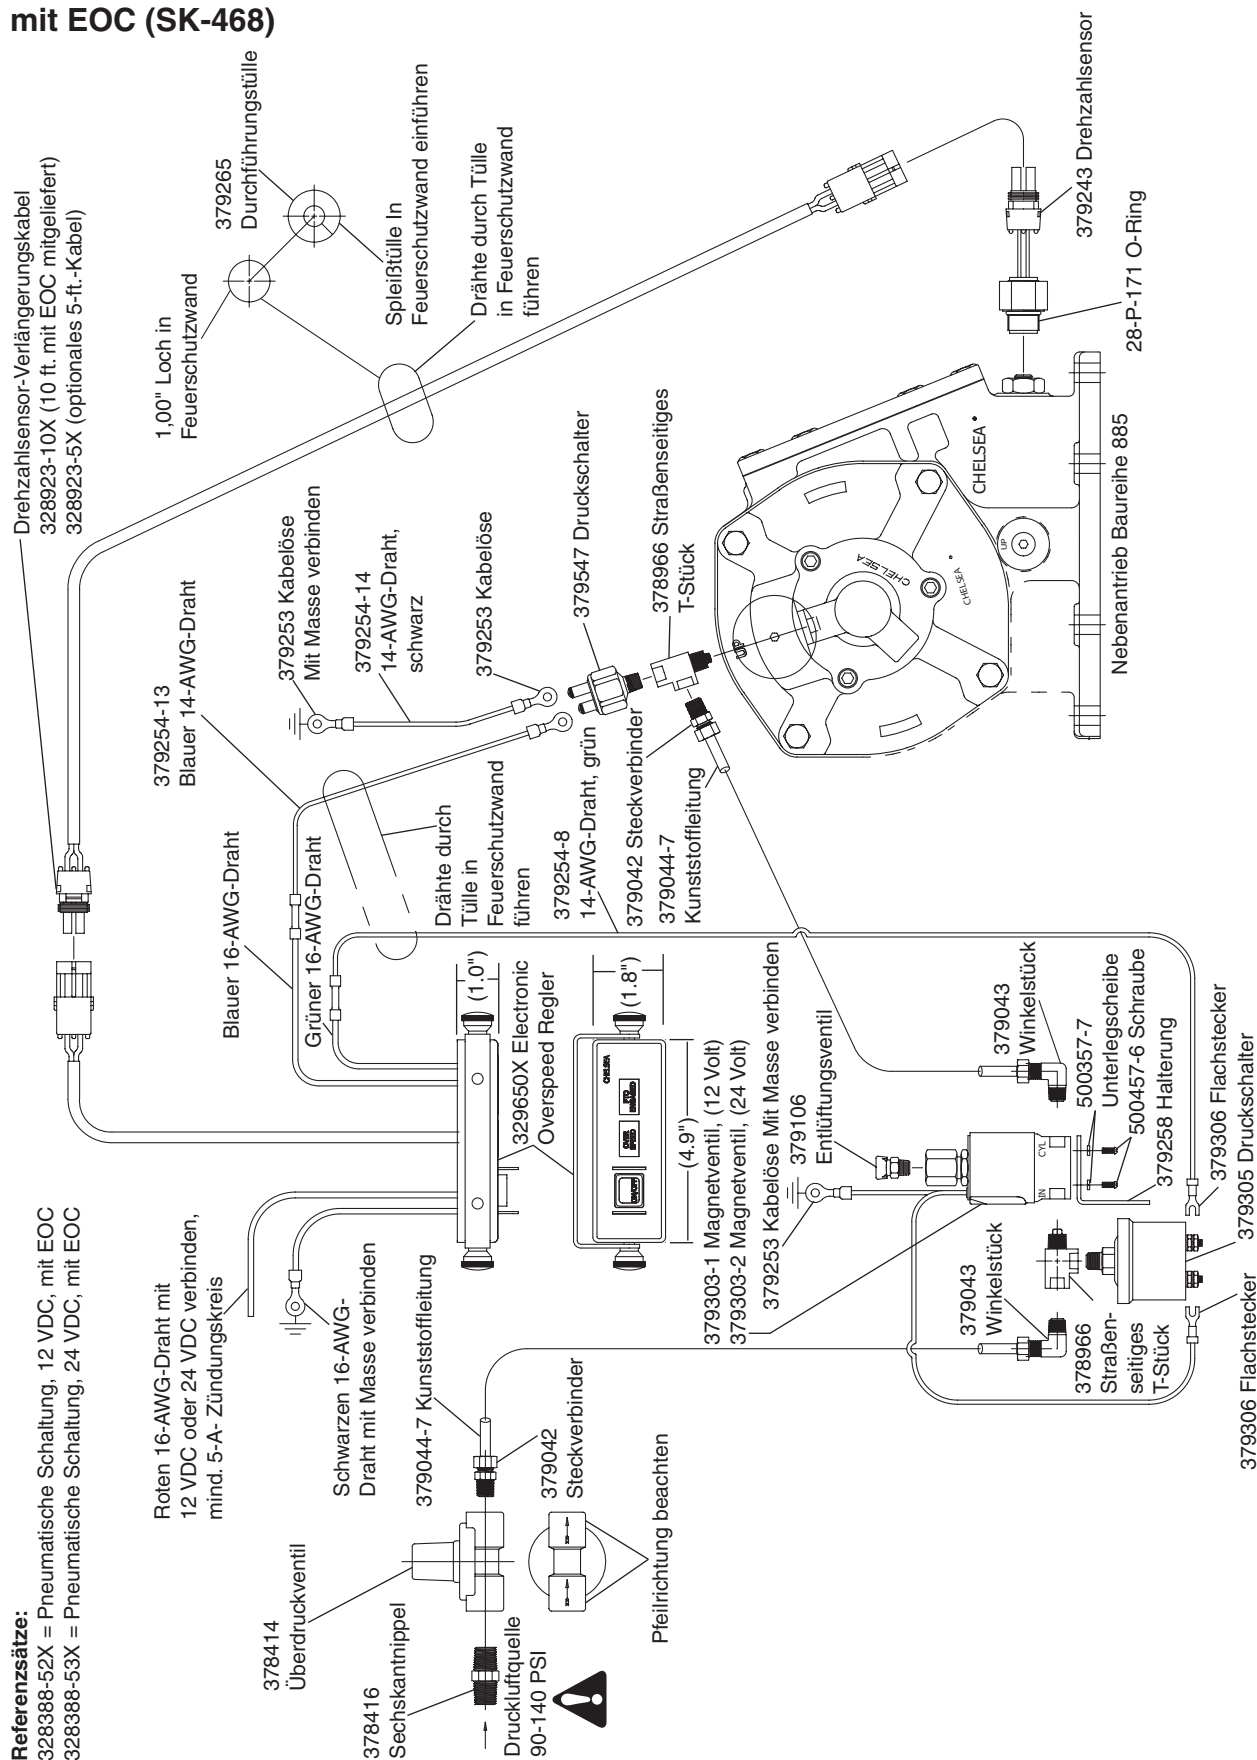 mit EOC (SK-468)
Referenzsätze:
328388-52X = Pneumatische Schaltung, 12 VDC, mit EOC
328388-53X = Pneumatische Schaltung, 24 VDC, mit EOC
Drehzahlsensor-Verlängerungskabel
328923-10X (10 ft. mit EOC mitgeliefert)
328923-5X (optionales 5-ft.-Kabel)
379265
Durchführungstülle
1,00" Loch in
Feuerschutzwand
Spleißtülle In
Feuerschutzwand einführen
Drähte durch Tülle
in Feuerschutzwand
führen
379243 Drehzahlsensor
28-P-171 O-Ring
379254-13
Blauer 14-AWG-Draht
379253 Kabelöse
Mit Masse verbinden
379254-14
14-AWG-Draht,
schwarz
379253 Kabelöse
379547 Druckschalter
378966 Straßenseitiges
T-Stück
UP
CHELSEA
CHELSEA
CHELSEA
UP
Nebenantrieb Baureihe 885
Blauer 16-AWG-Draht
Grüner 16-AWG-Draht
Drähte durch
Tülle in
Feuerschutzwand
führen
379254-8
14-AWG-Draht, grün
379042 Steckverbinder
379044-7
Kunststoffleitung
Roten 16-AWG-Draht mit
12 VDC oder 24 VDC verbinden,
mind. 5-A- Zündungskreis
Schwarzen 16-AWG-
Draht mit Masse verbinden
(1.0")
329650X Electronic
Overspeed Regler
(1.8")
CHELSEA
PTO
ENGAGED
OVER
SPEED
ON/OFF
(4.9")
379303-1 Magnetventil, (12 Volt)
379303-2 Magnetventil, (24 Volt)
379253 Kabelöse Mit Masse verbinden
379106
Entlüftungsventil
379043
Winkelstück
IN
CYL
500357-7
Unterlegscheibe
500457-6 Schraube
379258 Halterung
379306 Flachstecker
379305 Druckschalter
378414
Überdruckventil
378416
Sechskantnippel
Druckluftquelle
90-140 PSI
379044-7 Kunststoffleitung
379042
Steckverbinder
Pfeilrichtung beachten
379043
Winkelstück
378966
Straßen-
seitiges
T-Stück
379306 Flachstecker